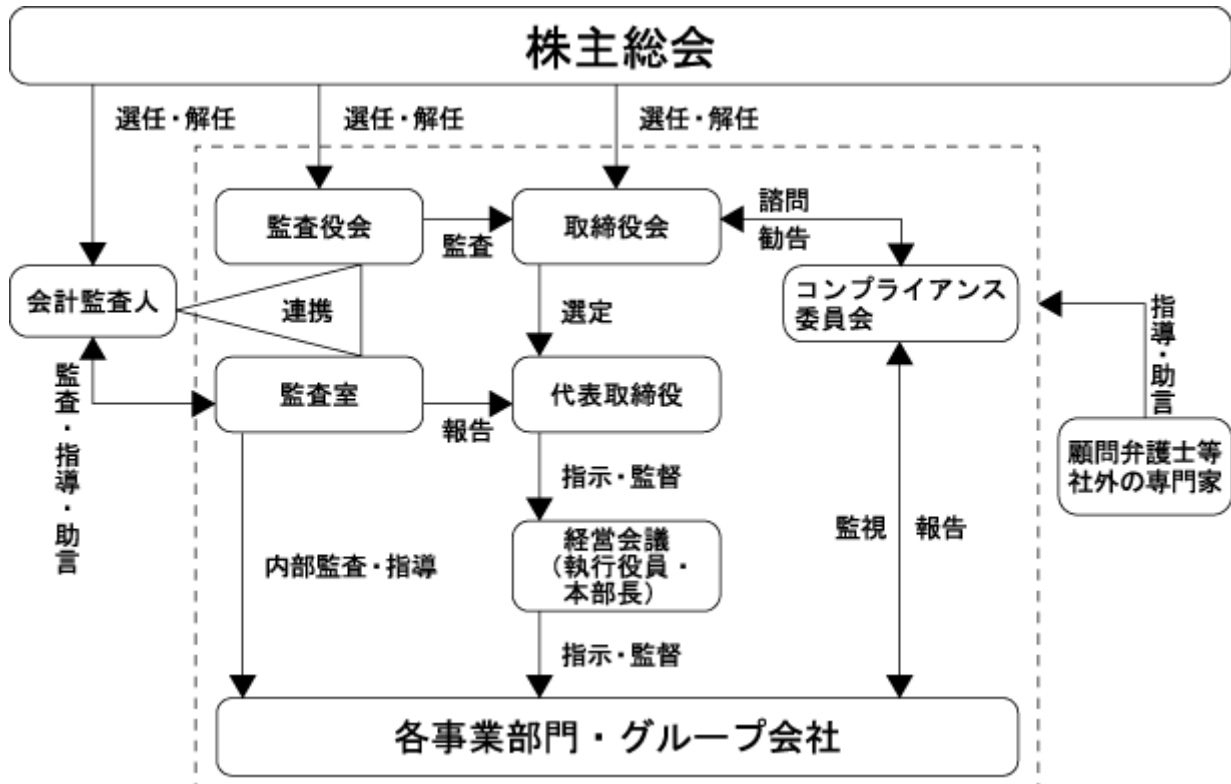 株主総会
選任・解任
選任・解任
選任・解任
監査役会
監査
取締役会
諮問
勧告
会計監査人
連携
選定
コンプライアンス
委員会
指導・助言
監査・指導・助言
監査室
報告
代表取締役
顧問弁護士等
社外の専門家
指示・監督
内部監査・指導
経営会議
(執行役員・
本部長)
監視
報告
指示・監督
各事業部門・グループ会社